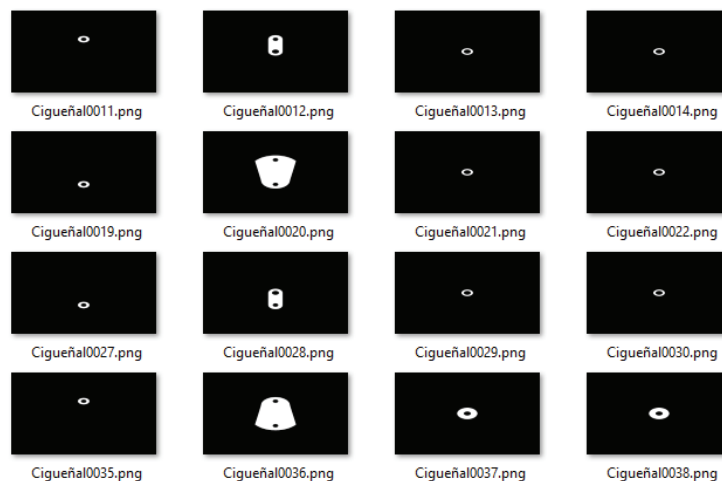 Cigueñal0011.png Cigueñal0012.png Cigueñal0013.png Cigueñal0014.png
Cigueñal0019.png Cigueñal0020.png Cigueñal0021.png Cigueñal0022.png
Cigueñal0027.png Cigueñal0028.png Cigueñal0029.png Cigueñal0030.png
Cigueñal0035.png Cigueñal0036.png Cigueñal0037.png Cigueñal0038.png